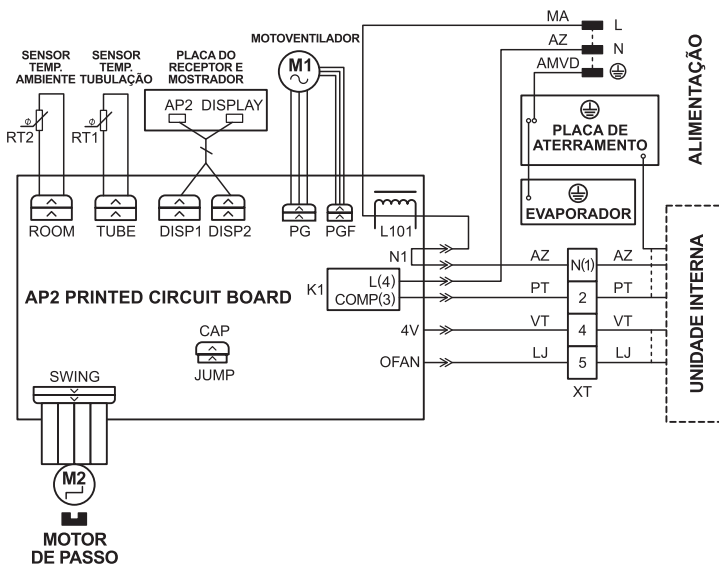 MA
L
AZ
N
AMVD
ALIMENTAÇÃO
SENSOR
TEMP.
AMBIENTE
SENSOR
TEMP.
TUBULAÇÃO
PLACA DO
RECEPTOR E
MOSTRADOR
MOTOVENTILADOR
M1
AP2 DISPLAY
RT2
RT1
PLACA DE
ATERRAMENTO
EVAPORADOR
ROOM
TUBE
DISP1
DISP2
PG
PGF
L101
N1
AZ
N(1)
AZ
K1
L(4)
COMP(3)
PT
2
PT
AP2 PRINTED CIRCUIT BOARD
4V
VT
4
VT
CAP
JUMP
OFAN
LJ
5
LJ
XT
UNIDADE INTERNA
SWING
M2
MOTOR
DE PASSO